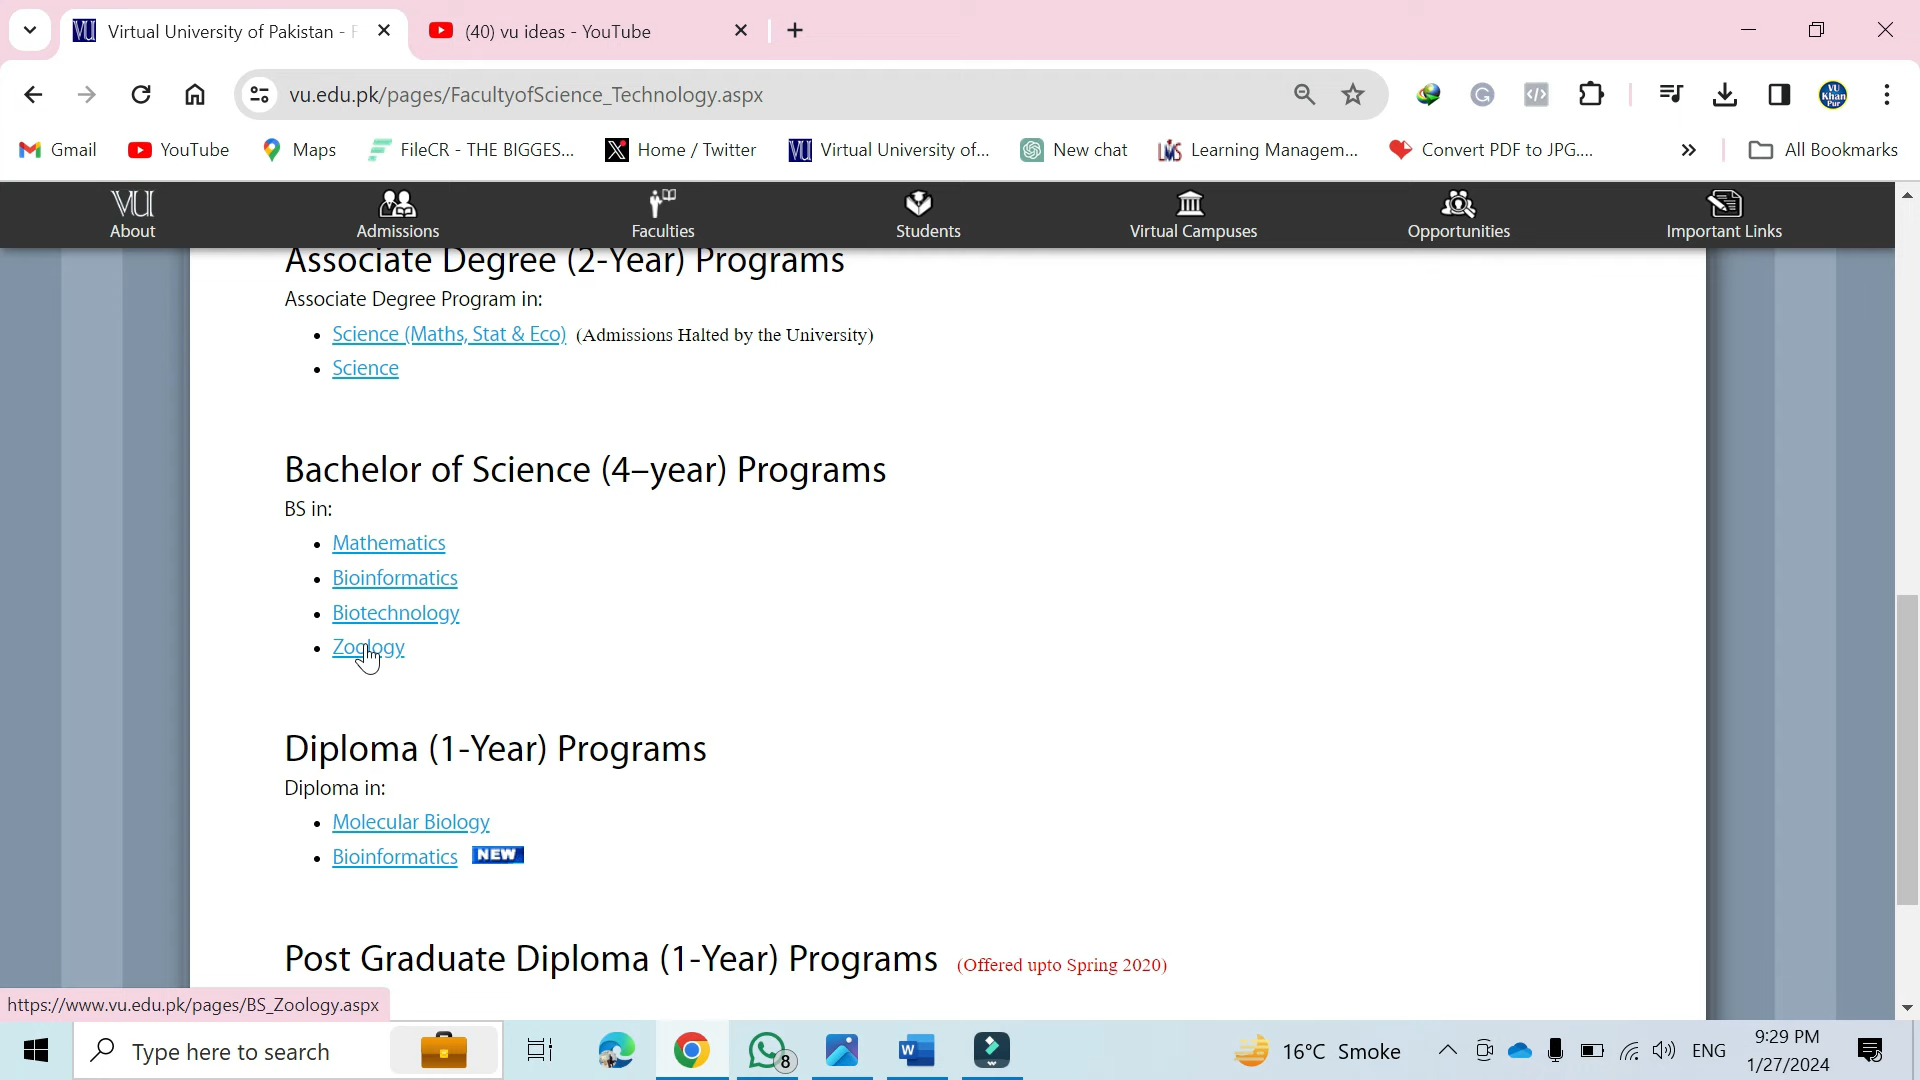 Virtual University of Pakistan - F
(40) vu ideas - YouTube
vu.edu.pk/pages/FacultyofScience_Technology.aspx
VU Khan Pur
Gmail
YouTube
Maps
FileCR - THE BIGGES...
Home / Twitter
Virtual University of...
New chat
Learning Managem...
Convert PDF to JPG....
All Bookmarks
About
Admissions
Faculties
Students
Virtual Campuses
Opportunities
Important Links
Associate Degree (2-Year) Programs
Associate Degree Program in:
Science (Maths, Stat & Eco) (Admissions Halted by the University)
Science
Bachelor of Science (4–year) Programs
BS in:
Mathematics
Bioinformatics
Biotechnology
Zoology
Diploma (1-Year) Programs
Diploma in:
Molecular Biology
Bioinformatics NEW
Post Graduate Diploma (1-Year) Programs (Offered upto Spring 2020)
https://www.vu.edu.pk/pages/BS_Zoology.aspx
Type here to search
8
16°C Smoke
ENG
9:29 PM
1/27/2024